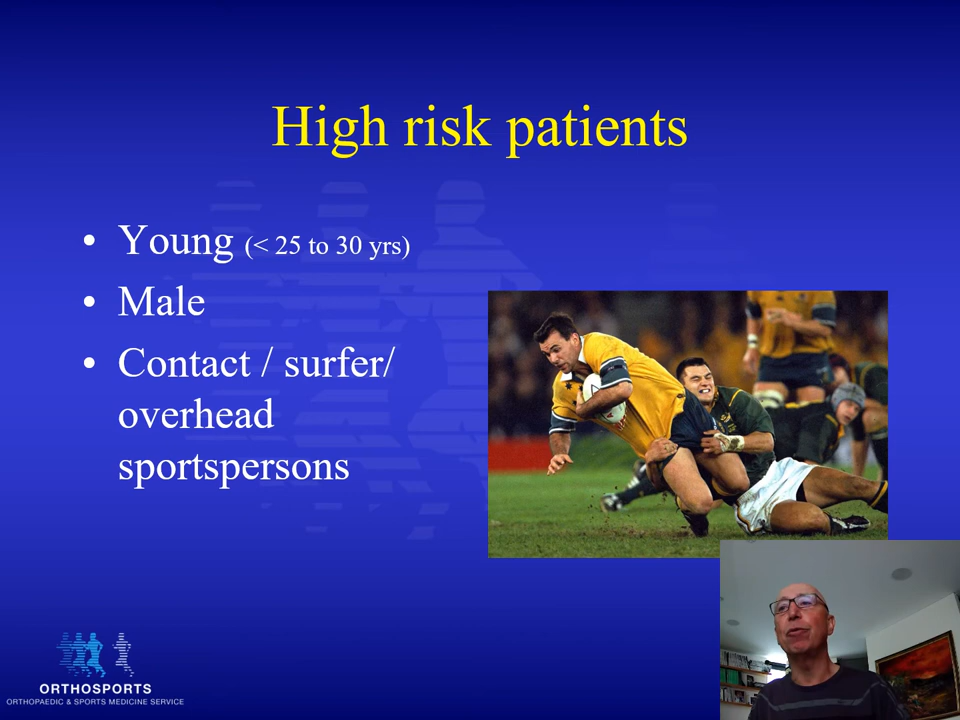 High risk patients
• Young (< 25 to 30 yrs)
• Male
• Contact / surfer/
overhead
sportspersons
ORTHOSPORTS
ORTHOPAEDIC & SPORTS MEDICINE SERVICE